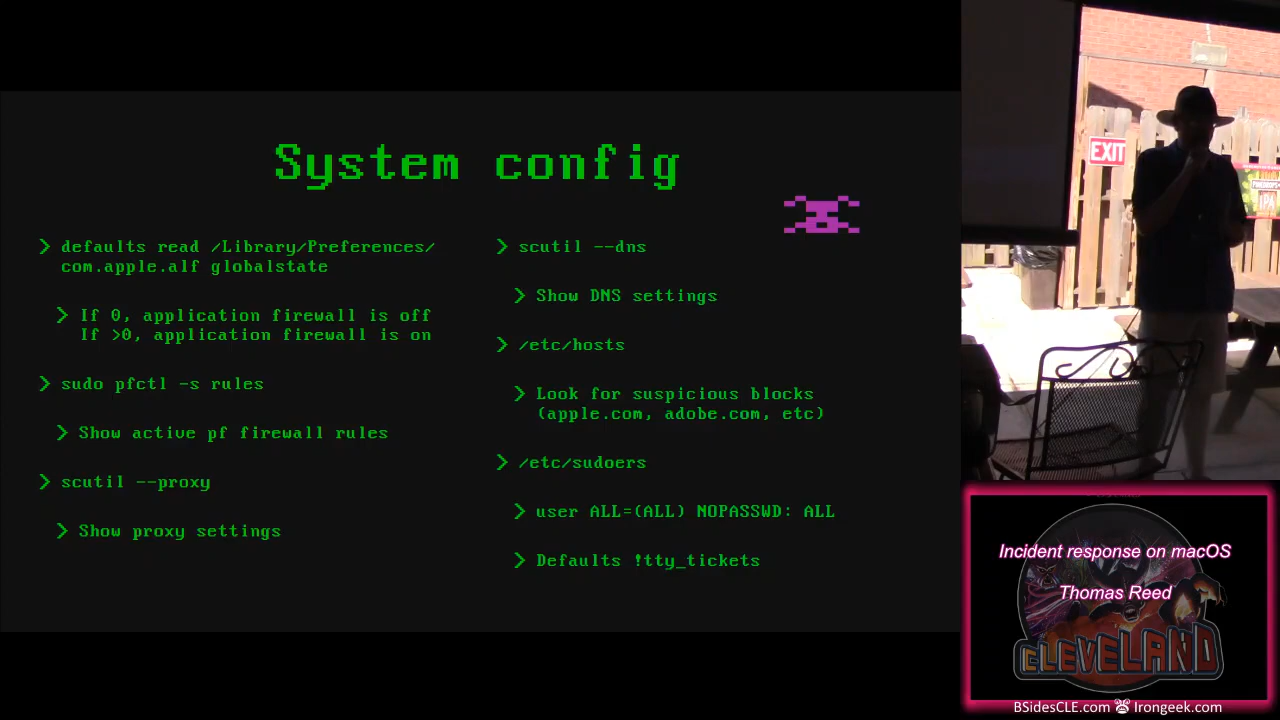 System config
> defaults read /Library/Preferences/
com.apple.alf globalstate
> If 0, application firewall is off
If >0, application firewall is on
> sudo pfctl -s rules
> Show active pf firewall rules
> scutil --proxy
> Show proxy settings
> scutil --dns
> Show DNS settings
> /etc/hosts
> Look for suspicious blocks
(apple.com, adobe.com, etc)
> /etc/sudoers
> user ALL=(ALL) NOPASSWD: ALL
> Defaults !tty_tickets
EXIT
IPA
Incident response on macOS
Thomas Reed
CLEVELAND
BSidesCLE.com Irongeek.com